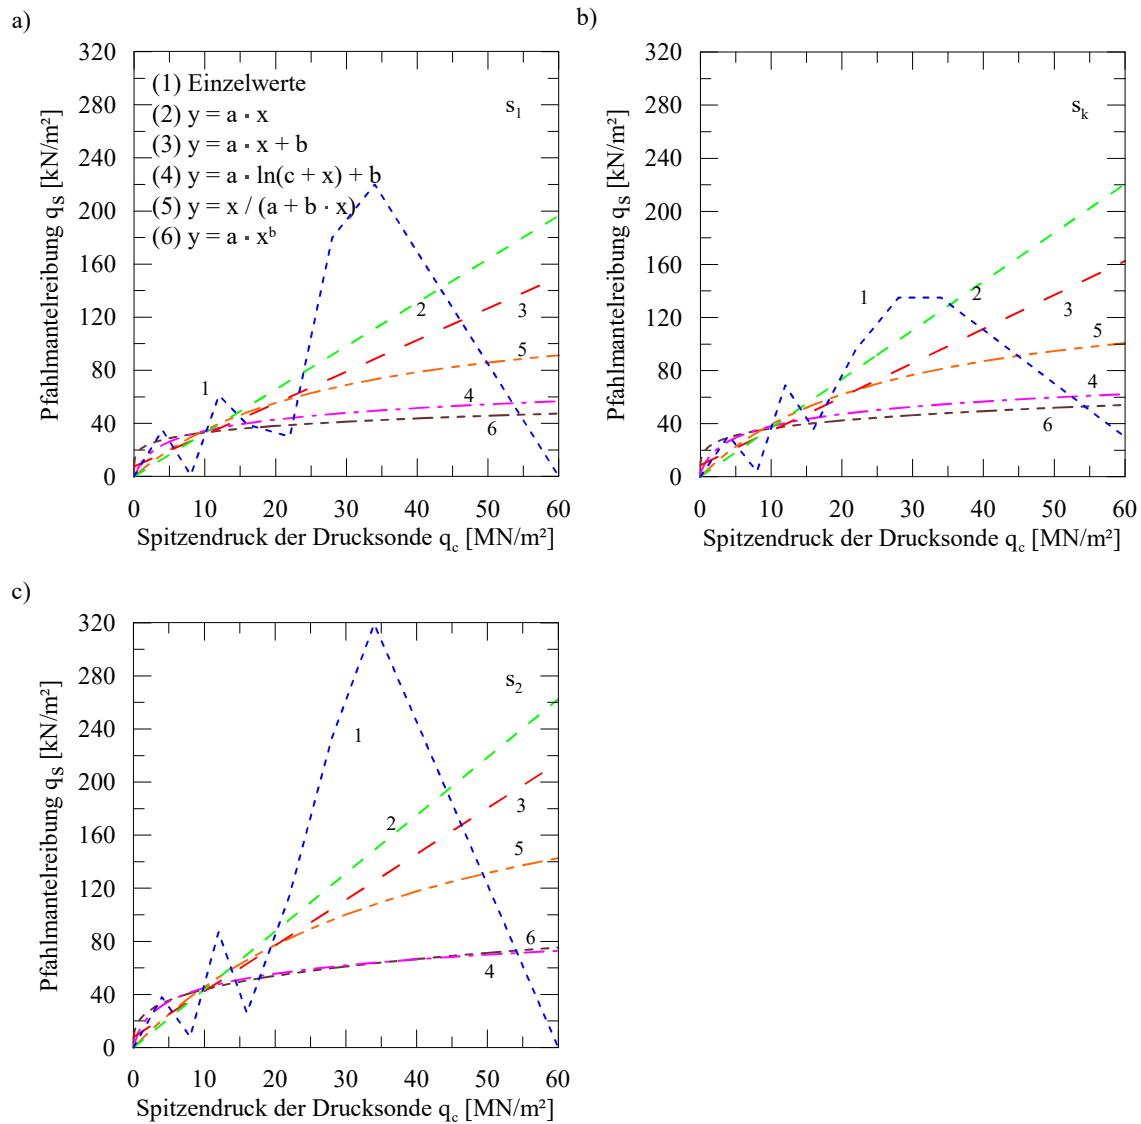 a)
320
280
240
200
160
120
80
40
0
Pfahlmantelreibung qs [kN/m²]
(1) Einzelwerte
(2) y = a · x
(3) y = a · x + b
(4) y = a · ln(c + x) + b
(5) y = x / (a + b · x)
(6) y = a · xᵇ
s₁
1
2
3
5
4
6
0 10 20 30 40 50 60
Spitzendruck der Drucksonde qc [MN/m²]
b)
320
280
240
200
160
120
80
40
0
Pfahlmantelreibung qs [kN/m²]
sk
1
2
3
5
4
6
0 10 20 30 40 50 60
Spitzendruck der Drucksonde qc [MN/m²]
c)
320
280
240
200
160
120
80
40
0
Pfahlmantelreibung qs [kN/m²]
s₂
1
2
3
5
6
4
0 10 20 30 40 50 60
Spitzendruck der Drucksonde qc [MN/m²]